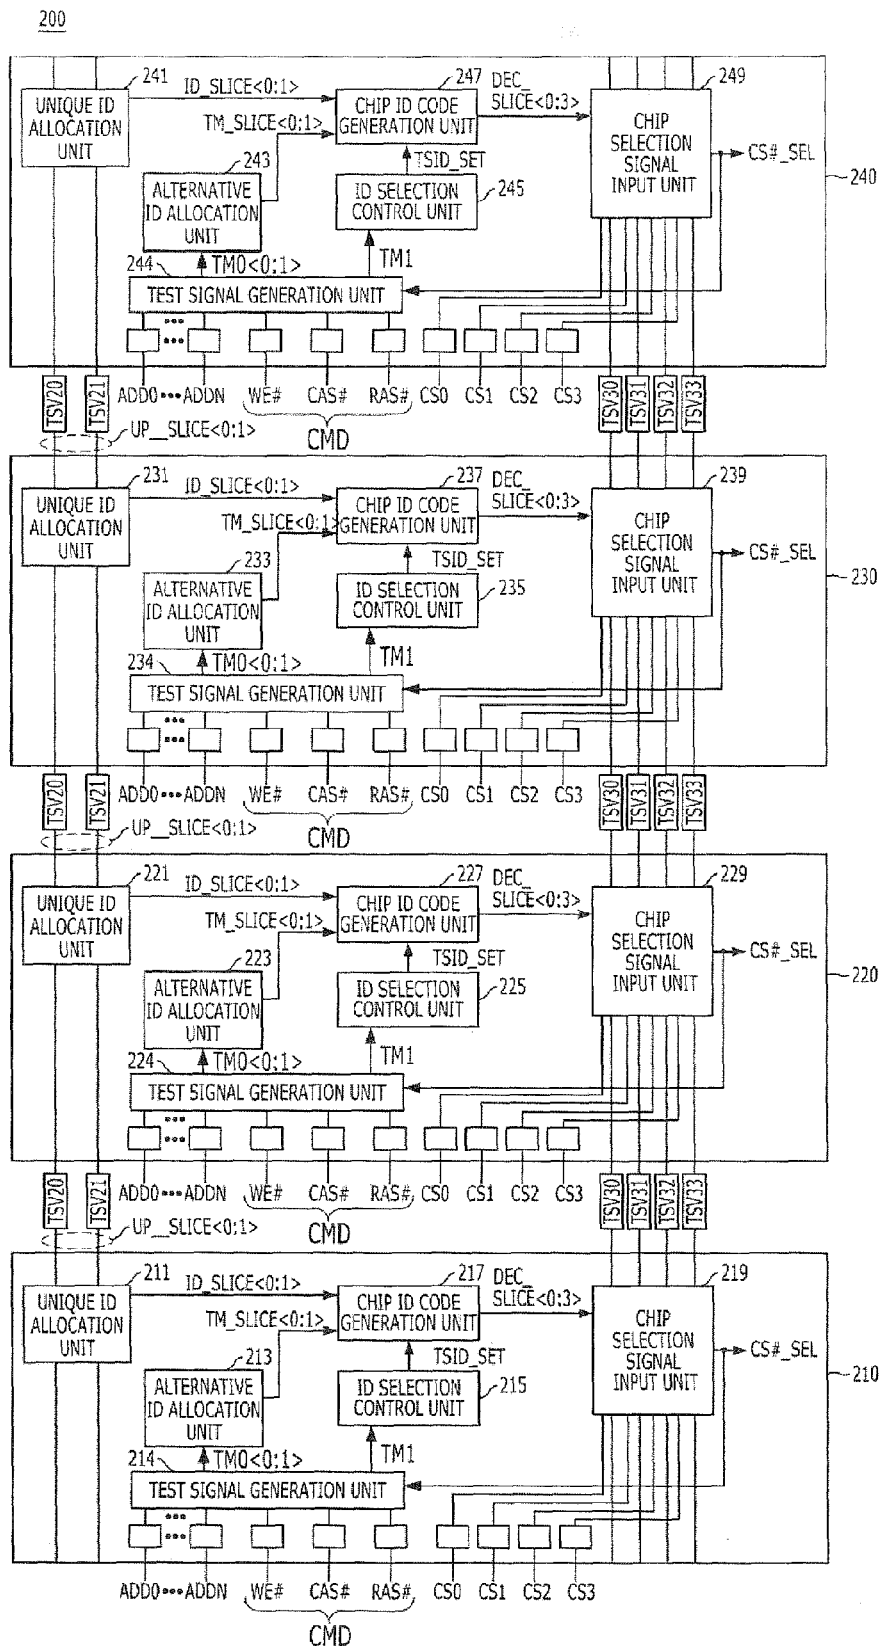 200
241
UNIQUE ID
ALLOCATION
UNIT
ID_SLICE<0:1>
TM_SLICE<0:1>
247
CHIP ID CODE
GENERATION UNIT
DEC_
SLICE<0:3>
249
CHIP
SELECTION
SIGNAL
INPUT UNIT
CS#_SEL
240
243
ALTERNATIVE
ID ALLOCATION
UNIT
TSID_SET
ID SELECTION
CONTROL UNIT
245
244
TM0<0:1>
TM1
TEST SIGNAL GENERATION UNIT
ADD0 ••• ADDN WE# CAS# RAS# CS0 CS1 CS2 CS3
CMD
TSV20 TSV21 TSV30 TSV31 TSV32 TSV33
UP__SLICE<0:1>
231
UNIQUE ID
ALLOCATION
UNIT
ID_SLICE<0:1>
TM_SLICE<0:1>
237
CHIP ID CODE
GENERATION UNIT
DEC_
SLICE<0:3>
239
CHIP
SELECTION
SIGNAL
INPUT UNIT
CS#_SEL
230
233
ALTERNATIVE
ID ALLOCATION
UNIT
TSID_SET
ID SELECTION
CONTROL UNIT
235
234
TM0<0:1>
TM1
TEST SIGNAL GENERATION UNIT
ADD0 ••• ADDN WE# CAS# RAS# CS0 CS1 CS2 CS3
CMD
TSV20 TSV21 TSV30 TSV31 TSV32 TSV33
UP__SLICE<0:1>
221
UNIQUE ID
ALLOCATION
UNIT
ID_SLICE<0:1>
TM_SLICE<0:1>
227
CHIP ID CODE
GENERATION UNIT
DEC_
SLICE<0:3>
229
CHIP
SELECTION
SIGNAL
INPUT UNIT
CS#_SEL
220
223
ALTERNATIVE
ID ALLOCATION
UNIT
TSID_SET
ID SELECTION
CONTROL UNIT
225
224
TM0<0:1>
TM1
TEST SIGNAL GENERATION UNIT
ADD0 ••• ADDN WE# CAS# RAS# CS0 CS1 CS2 CS3
CMD
TSV20 TSV21 TSV30 TSV31 TSV32 TSV33
UP__SLICE<0:1>
211
UNIQUE ID
ALLOCATION
UNIT
ID_SLICE<0:1>
TM_SLICE<0:1>
217
CHIP ID CODE
GENERATION UNIT
DEC_
SLICE<0:3>
219
CHIP
SELECTION
SIGNAL
INPUT UNIT
CS#_SEL
210
213
ALTERNATIVE
ID ALLOCATION
UNIT
TSID_SET
ID SELECTION
CONTROL UNIT
215
214
TM0<0:1>
TM1
TEST SIGNAL GENERATION UNIT
ADD0 ••• ADDN WE# CAS# RAS# CS0 CS1 CS2 CS3
CMD